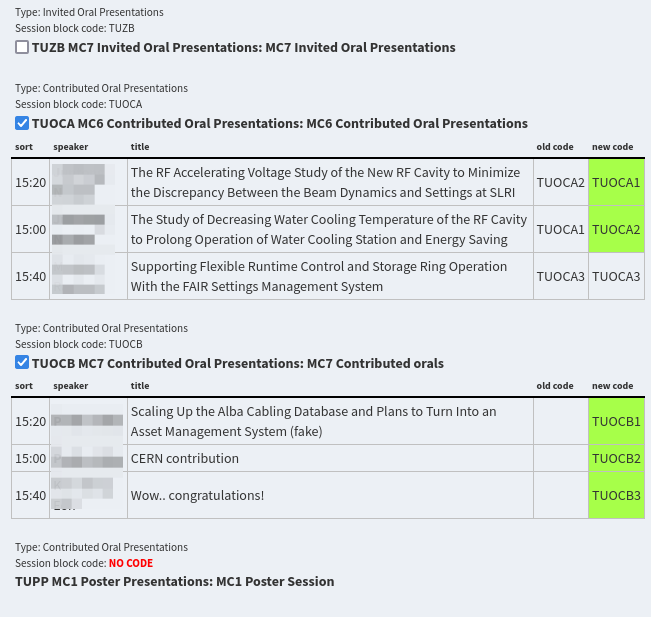 Type: Invited Oral Presentations
Session block code: TUZB
TUZB MC7 Invited Oral Presentations: MC7 Invited Oral Presentations
Type: Contributed Oral Presentations
Session block code: TUOCA
TUOCA MC6 Contributed Oral Presentations: MC6 Contributed Oral Presentations
sort speaker title old code new code
15:20 The RF Accelerating Voltage Study of the New RF Cavity to Minimize
the Discrepancy Between the Beam Dynamics and Settings at SLRI TUOCA2 TUOCA1
15:00 The Study of Decreasing Water Cooling Temperature of the RF Cavity
to Prolong Operation of Water Cooling Station and Energy Saving TUOCA1 TUOCA2
15:40 Supporting Flexible Runtime Control and Storage Ring Operation
With the FAIR Settings Management System TUOCA3 TUOCA3
Type: Contributed Oral Presentations
Session block code: TUOCB
TUOCB MC7 Contributed Oral Presentations: MC7 Contributed orals
sort speaker title old code new code
15:20 Scaling Up the Alba Cabling Database and Plans to Turn Into an
Asset Management System (fake) TUOCB1
15:00 CERN contribution TUOCB2
15:40 Wow.. congratulations! TUOCB3
Type: Contributed Oral Presentations
Session block code: NO CODE
TUPP MC1 Poster Presentations: MC1 Poster Session